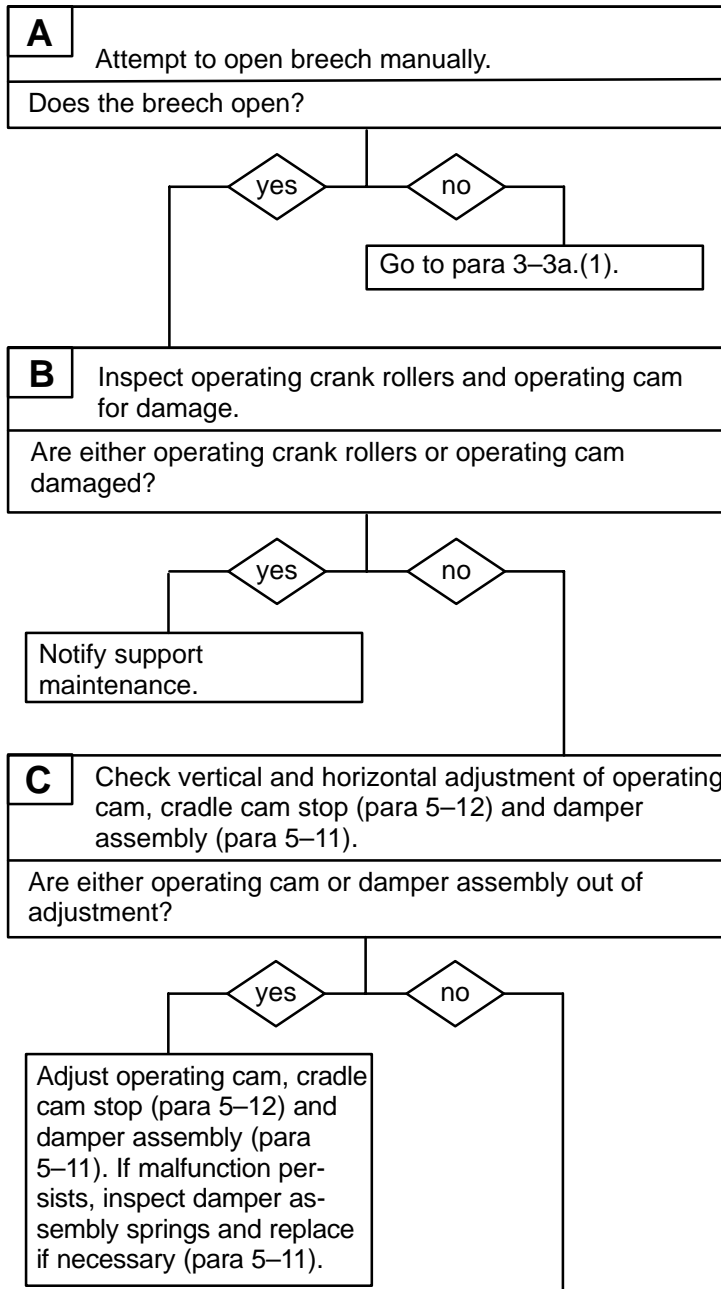 A
Attempt to open breech manually.
Does the breech open?
yes
no
Go to para 3–3a.(1).
B
Inspect operating crank rollers and operating cam
for damage.
Are either operating crank rollers or operating cam
damaged?
yes
no
Notify support
maintenance.
C
Check vertical and horizontal adjustment of operating
cam, cradle cam stop (para 5–12) and damper
assembly (para 5–11).
Are either operating cam or damper assembly out of
adjustment?
yes
no
Adjust operating cam, cradle
cam stop (para 5–12) and
damper assembly (para
5–11). If malfunction per-
sists, inspect damper as-
sembly springs and replace
if necessary (para 5–11).